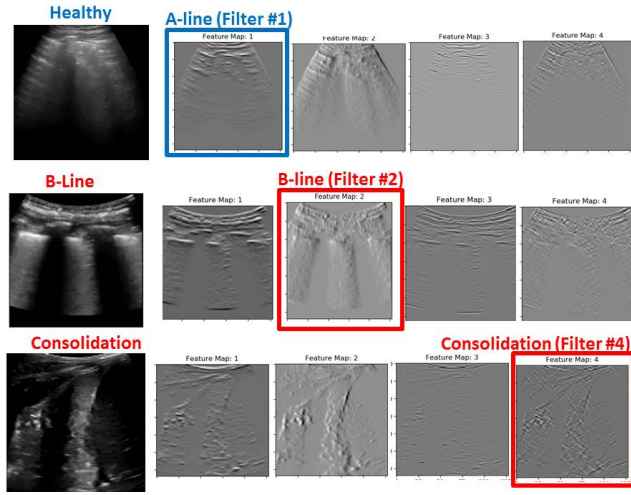 Healthy
A-line (Filter #1)
Feature Map: 1
Feature Map: 2
Feature Map: 3
Feature Map: 4
B-Line
B-line (Filter #2)
Feature Map: 1
Feature Map: 2
Feature Map: 3
Feature Map: 4
Consolidation
Consolidation (Filter #4)
Feature Map: 1
Feature Map: 2
Feature Map: 3
Feature Map: 4